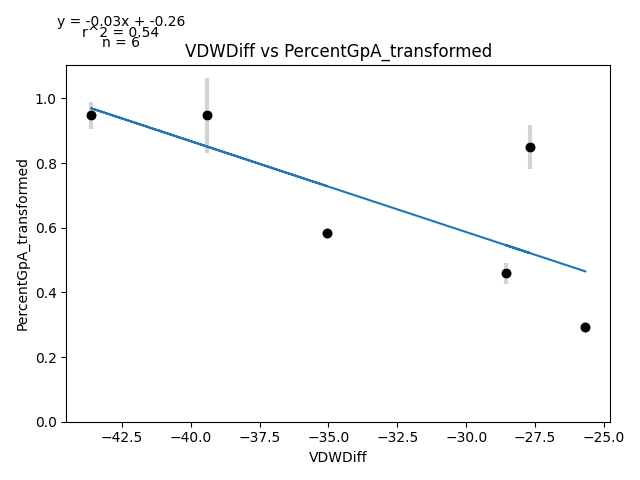 y = -0.03x + -0.26
r^2 = 0.54
n = 6
VDWDiff vs PercentGpA_transformed
PercentGpA_transformed
1.0
0.8
0.6
0.4
0.2
0.0
−42.5 −40.0 −37.5 −35.0 −32.5 −30.0 −27.5 −25.0
VDWDiff